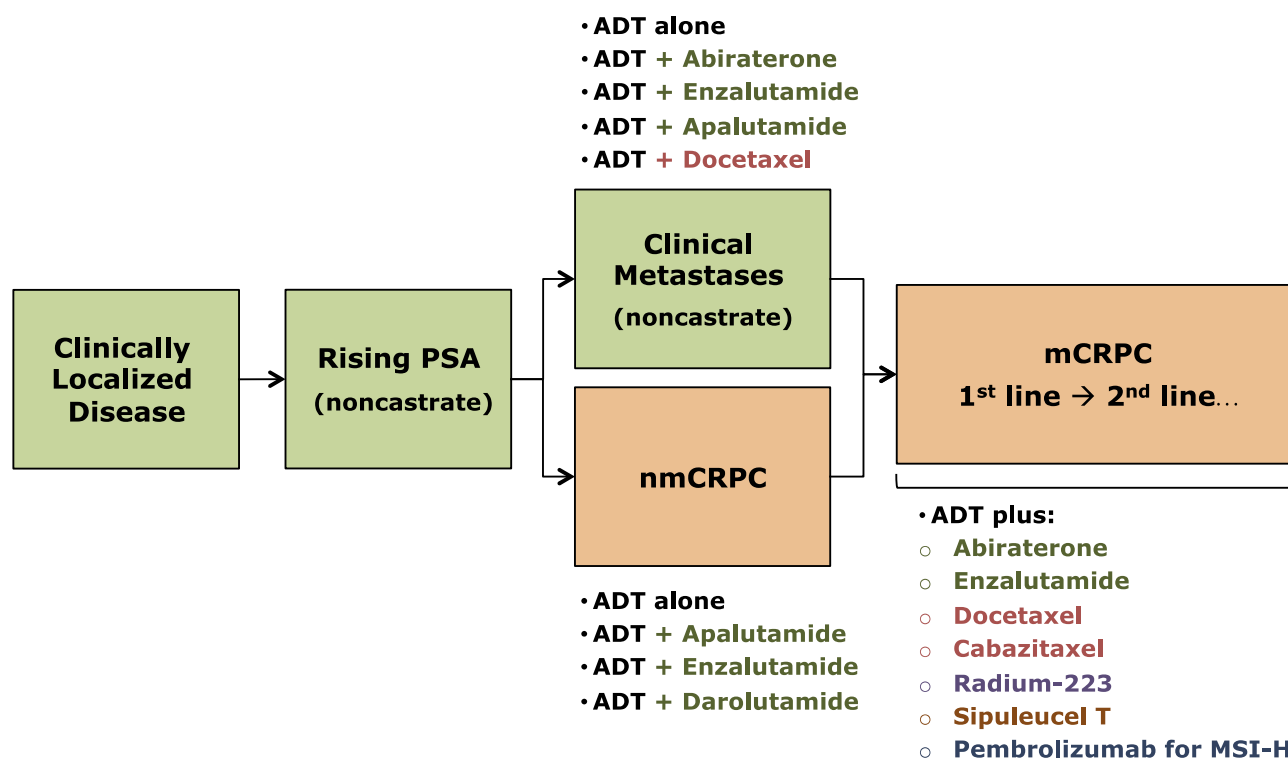 • ADT alone
• ADT + Abiraterone
• ADT + Enzalutamide
• ADT + Apalutamide
• ADT + Docetaxel
Clinically
Localized
Disease
Rising PSA
(noncastrate)
Clinical
Metastases
(noncastrate)
nmCRPC
• ADT alone
• ADT + Apalutamide
• ADT + Enzalutamide
• ADT + Darolutamide
mCRPC
1st line → 2nd line...
• ADT plus:
○ Abiraterone
○ Enzalutamide
○ Docetaxel
○ Cabazitaxel
○ Radium-223
○ Sipuleucel T
○ Pembrolizumab for MSI-H